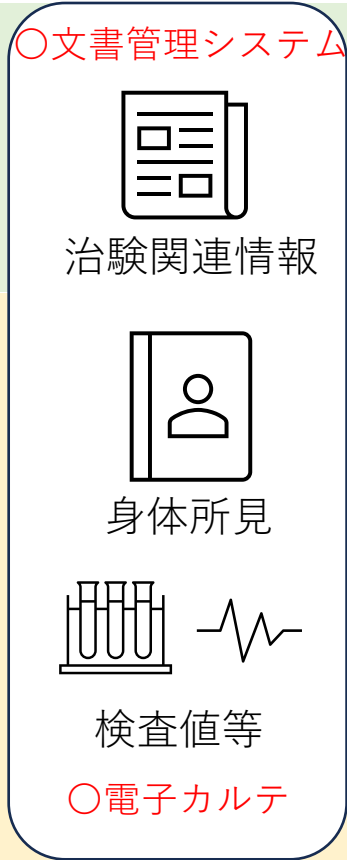 〇文書管理システム
治験関連情報
身体所見
検査値等
〇電子カルテ